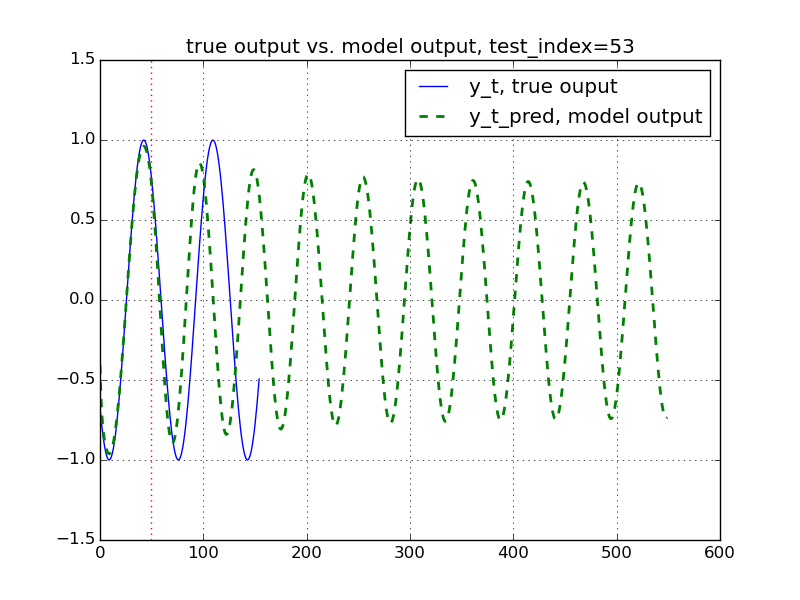 true output vs. model output, test_index=53
y_t, true ouput
y_t_pred, model output
1.5
1.0
0.5
0.0
−0.5
−1.0
−1.5
0 100 200 300 400 500 600